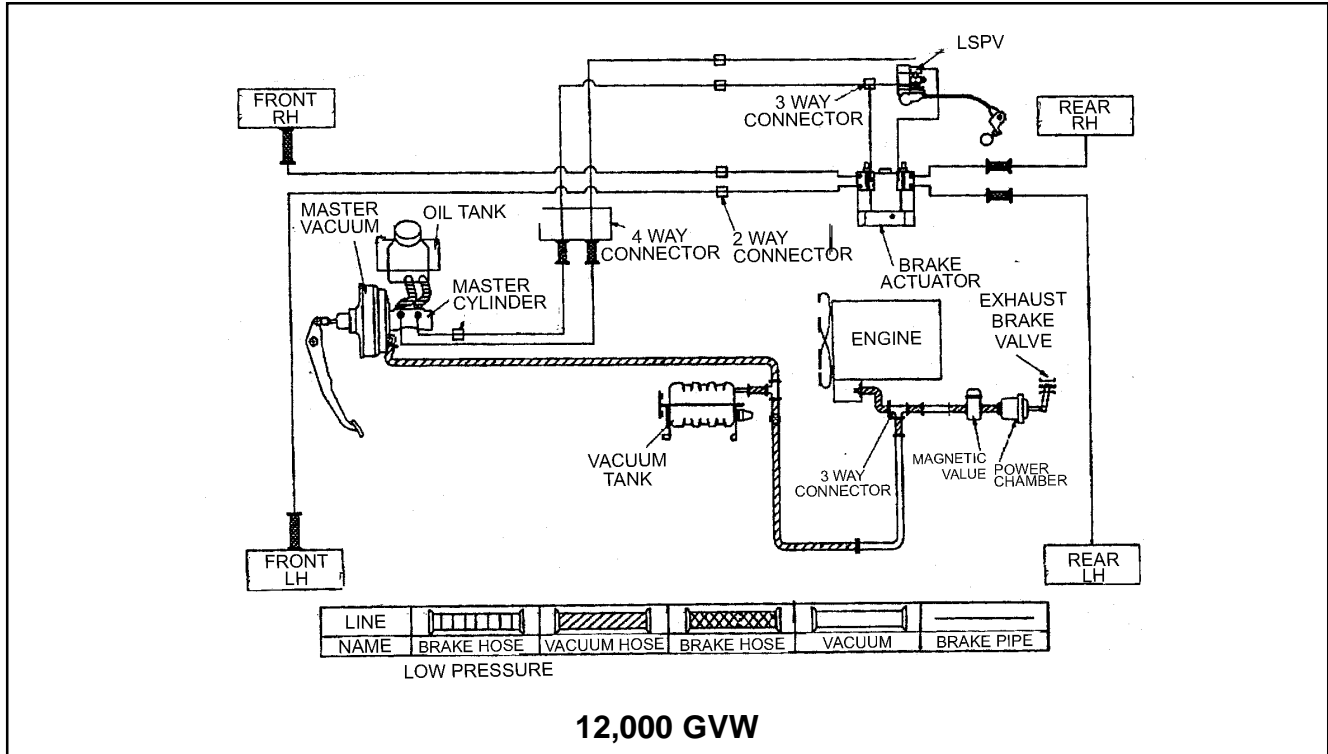 LSPV
FRONT
RH
3 WAY
CONNECTOR
REAR
RH
MASTER
VACUUM
OIL TANK
4 WAY
CONNECTOR
2 WAY
CONNECTOR
BRAKE
ACTUATOR
MASTER
CYLINDER
EXHAUST
BRAKE
VALVE
ENGINE
VACUUM
TANK
3 WAY
CONNECTOR
MAGNETIC
VALUE
POWER
CHAMBER
FRONT
LH
REAR
LH
LINE
NAME BRAKE HOSE VACUUM HOSE BRAKE HOSE VACUUM BRAKE PIPE
LOW PRESSURE
12,000 GVW